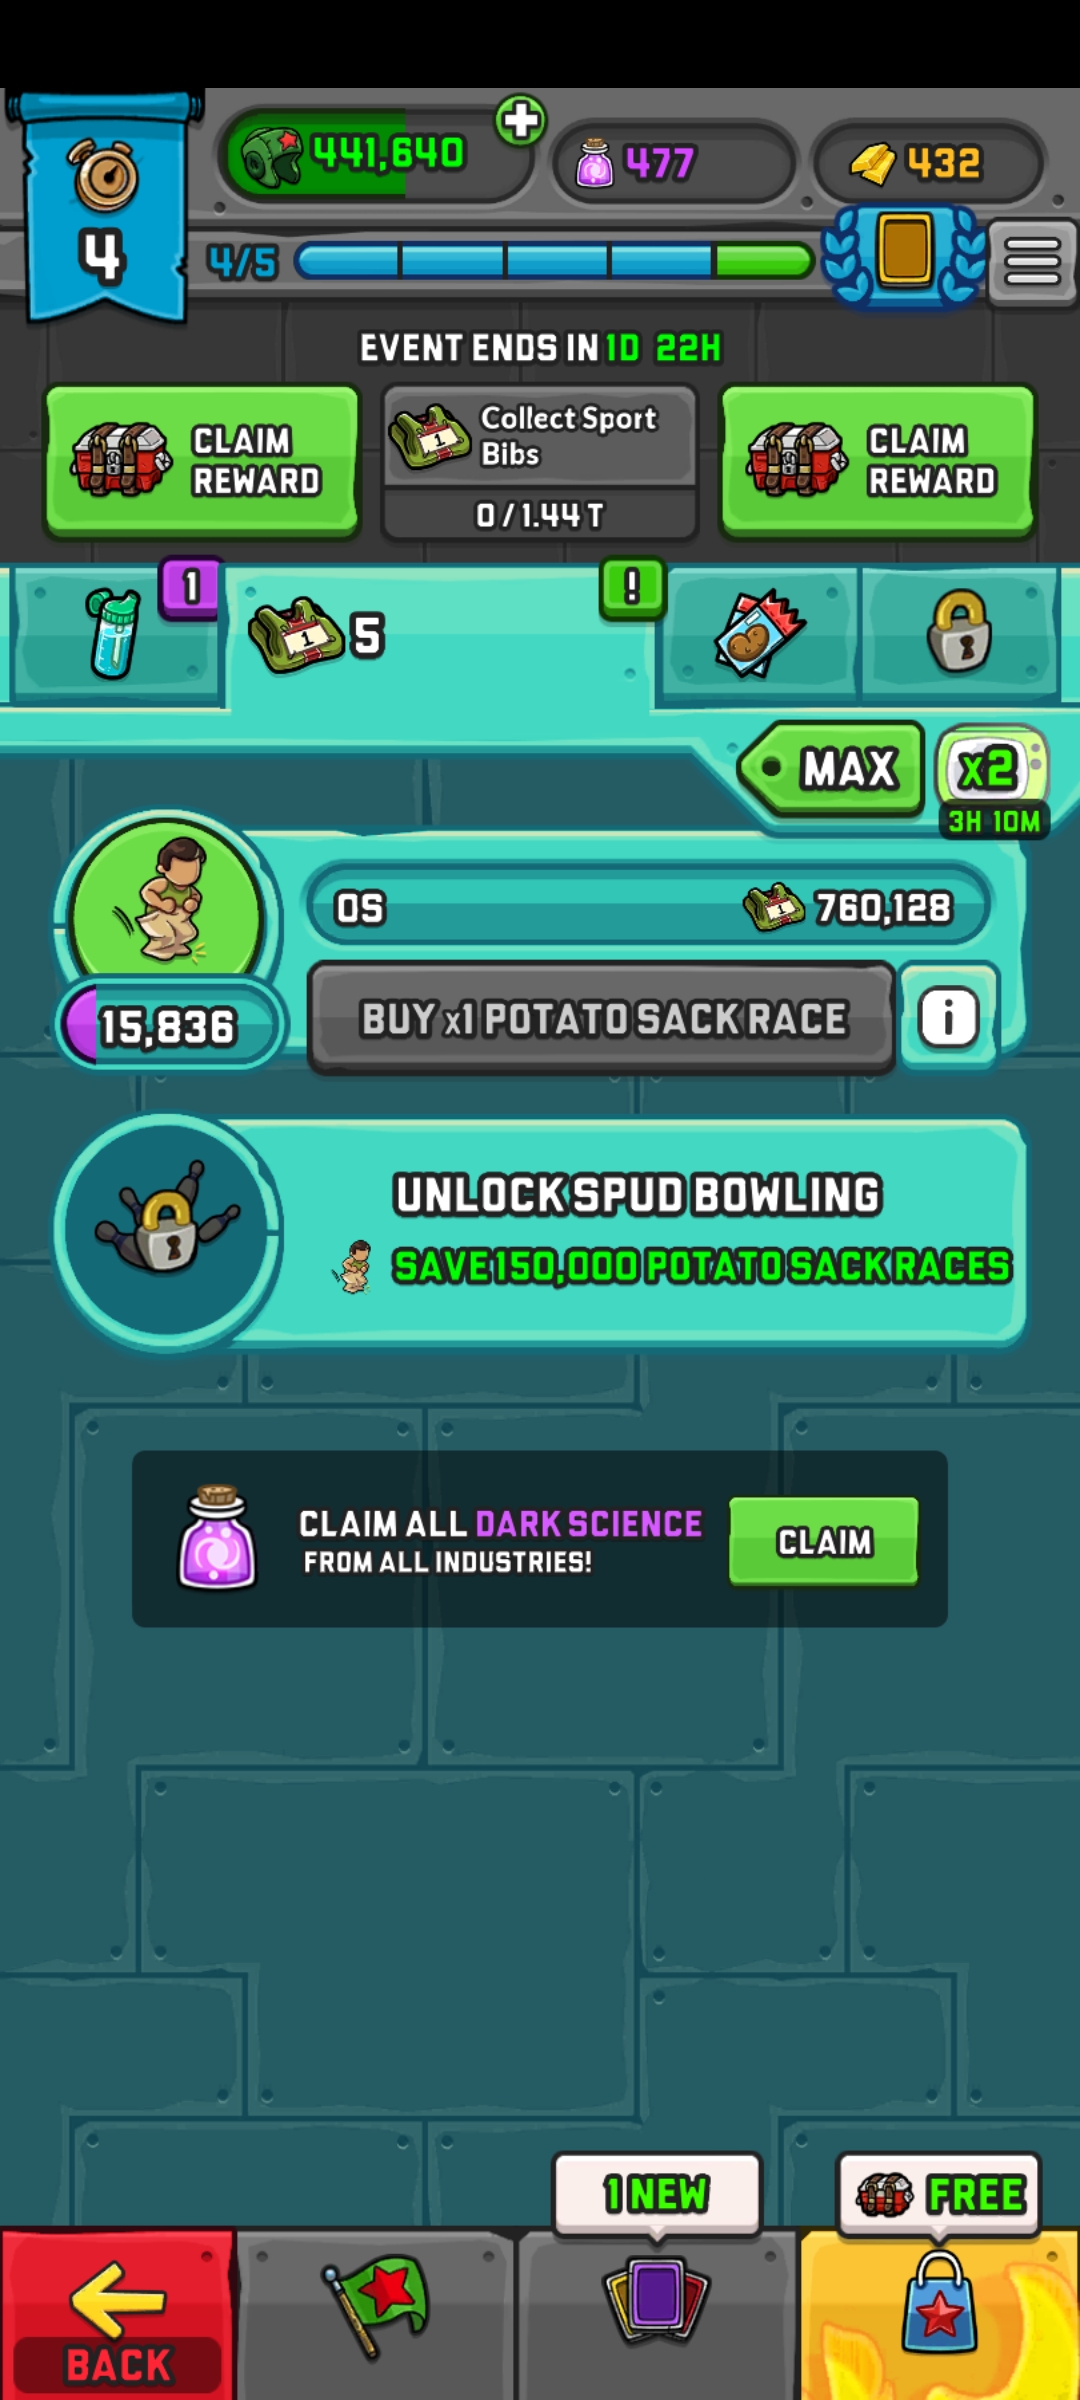 441,640
477
432
4
4/5
EVENT ENDS IN 1D 22H
CLAIM
REWARD
Collect Sport
Bibs
0 / 1.44 T
CLAIM
REWARD
1
1
5
!
MAX
x2
3H 10M
0S
1
760,128
15,836
BUY x1 POTATO SACK RACE
i
UNLOCK SPUD BOWLING
SAVE 150,000 POTATO SACK RACES
CLAIM ALL DARK SCIENCE
FROM ALL INDUSTRIES!
CLAIM
1 NEW
FREE
BACK